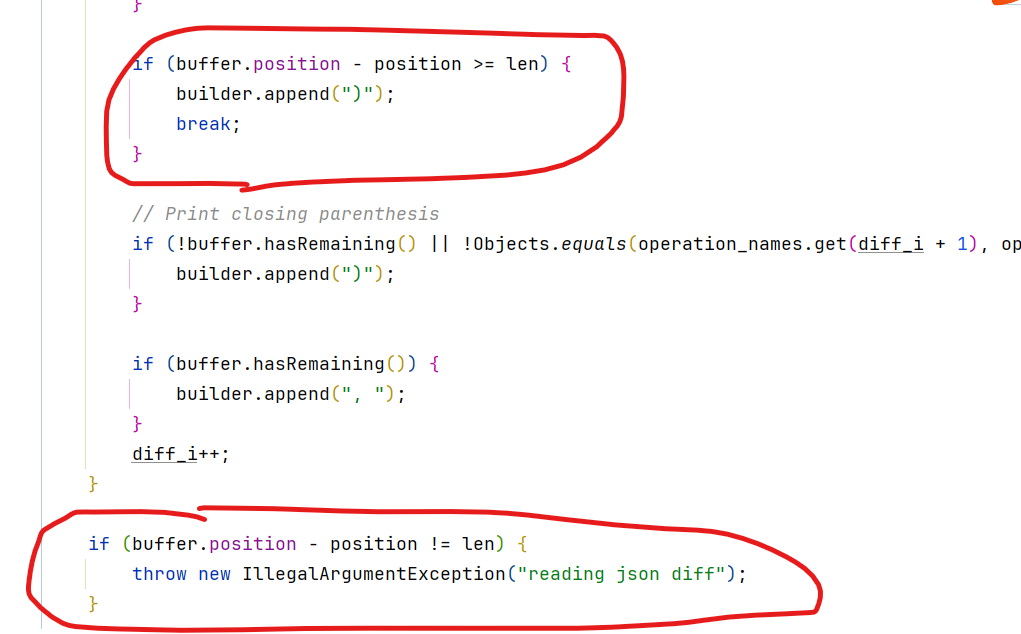 }
if (buffer.position - position >= len) {
builder.append(")");
break;
}
// Print closing parenthesis
if (!buffer.hasRemaining() || !Objects.equals(operation_names.get(diff_i + 1), op
builder.append(")");
}
if (buffer.hasRemaining()) {
builder.append(", ");
}
diff_i++;
}
if (buffer.position - position != len) {
throw new IllegalArgumentException("reading json diff");
}